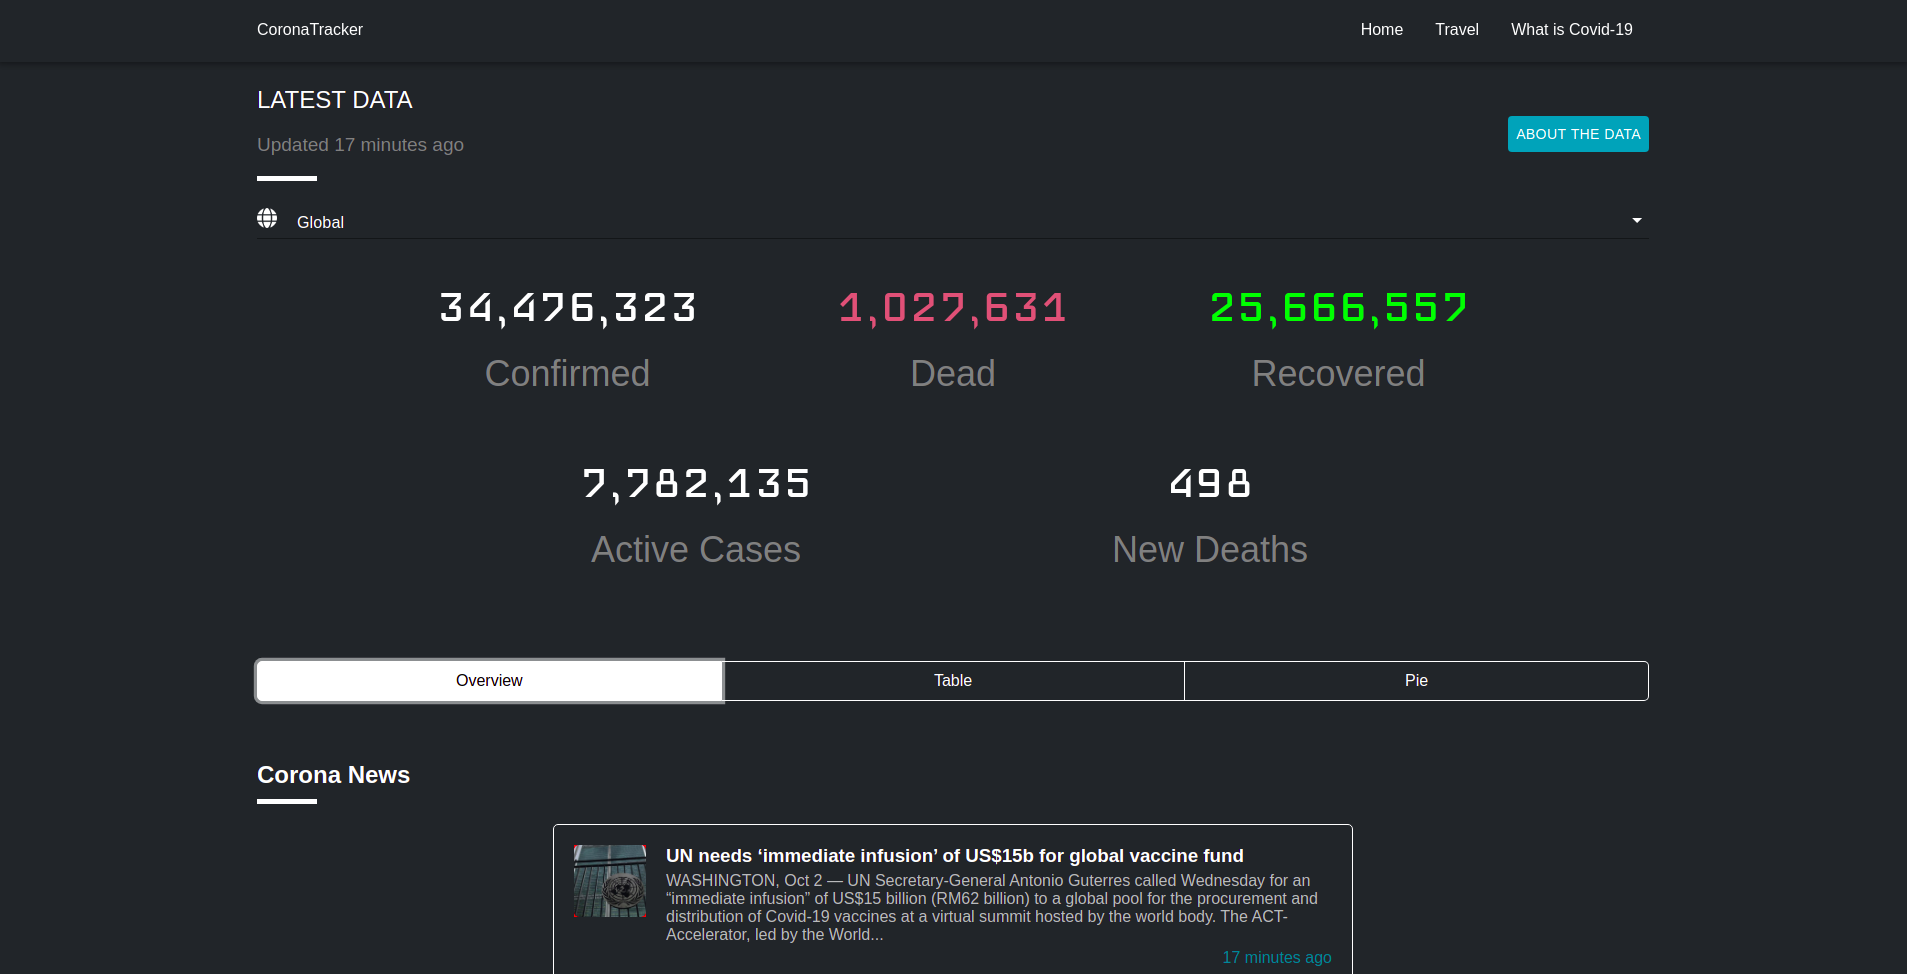 CoronaTracker
Home
Travel
What is Covid-19
LATEST DATA
Updated 17 minutes ago
ABOUT THE DATA
Global
34,476,323
1,027,631
25,666,557
Confirmed
Dead
Recovered
7,782,135
498
Active Cases
New Deaths
Overview
Table
Pie
Corona News
UN needs ‘immediate infusion’ of US$15b for global vaccine fund
WASHINGTON, Oct 2 — UN Secretary-General Antonio Guterres called Wednesday for an
“immediate infusion” of US$15 billion (RM62 billion) to a global pool for the procurement and
distribution of Covid-19 vaccines at a virtual summit hosted by the world body. The ACT-
Accelerator, led by the World...
17 minutes ago